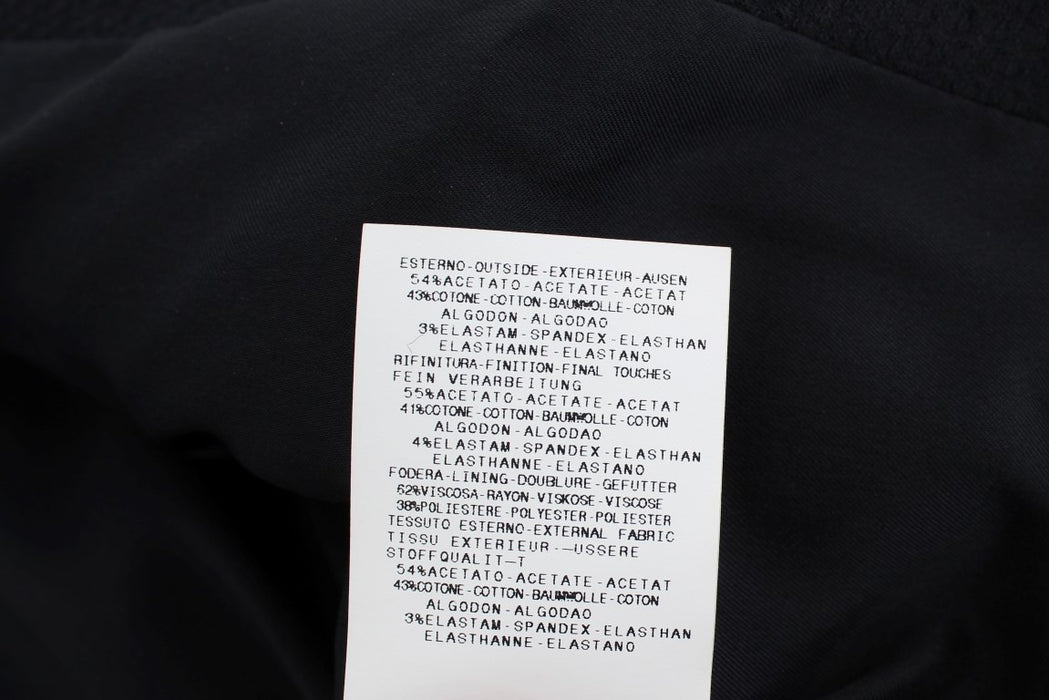 ESTERNO-OUTSIDE-EXTERIEUR-AUSEN
54%ACETATO-ACETATE-ACETAT
43%COTONE-COTTON-BAUMWOLLE-COTON
ALGODON-ALGODAO
3%ELASTAM-SPANDEX-ELASTHAN
ELASTHANNE-ELASTANO
RIFINITURA-FINITION-FINAL TOUCHES
FEIN VERARBEITUNG
55%ACETATO-ACETATE-ACETAT
41%COTONE-COTTON-BAUMWOLLE-COTON
ALGODON-ALGODAO
4%ELASTAM-SPANDEX-ELASTHAN
ELASTHANNE-ELASTANO
FODERA-LINING-DOUBLURE-GEFUTTER
62%VISCOSA-RAYON-VISKOSE-VISCOSE
38%POLIESTERE-POLYESTER-POLIESTER
TESSUTO ESTERNO-EXTERNAL FABRIC
TISSU EXTERIEUR-—USSERE
STOFFQUALIT—T
54%ACETATO-ACETATE-ACETAT
43%COTONE-COTTON-BAUMWOLLE-COTON
ALGODON-ALGODAO
3%ELASTAM-SPANDEX-ELASTHAN
ELASTHANNE-ELASTANO